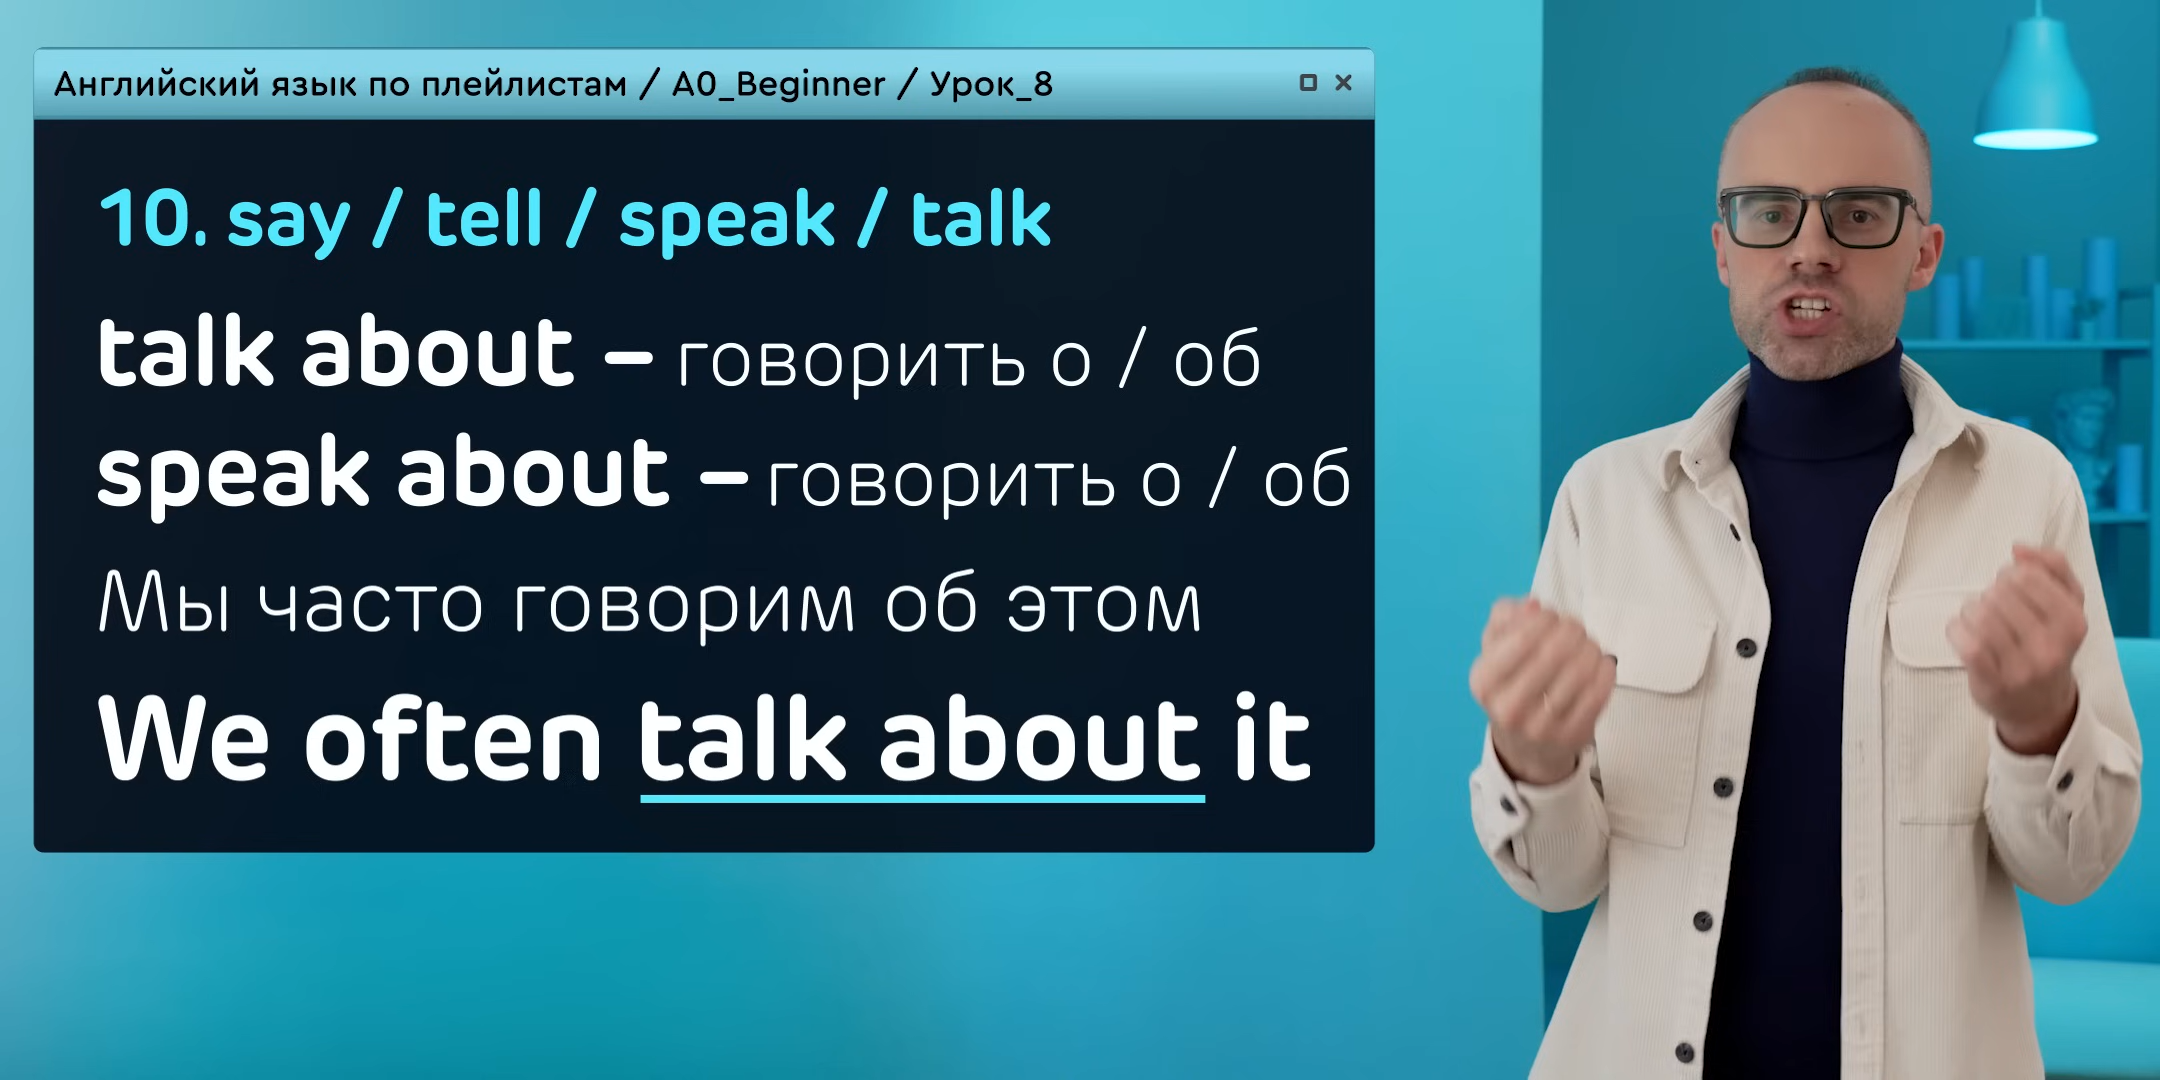 Английский язык по плейлистам / A0_Beginner / Урок_8
10. say / tell / speak / talk
talk about – говорить о / об
speak about – говорить о / об
Мы часто говорим об этом
We often talk about it